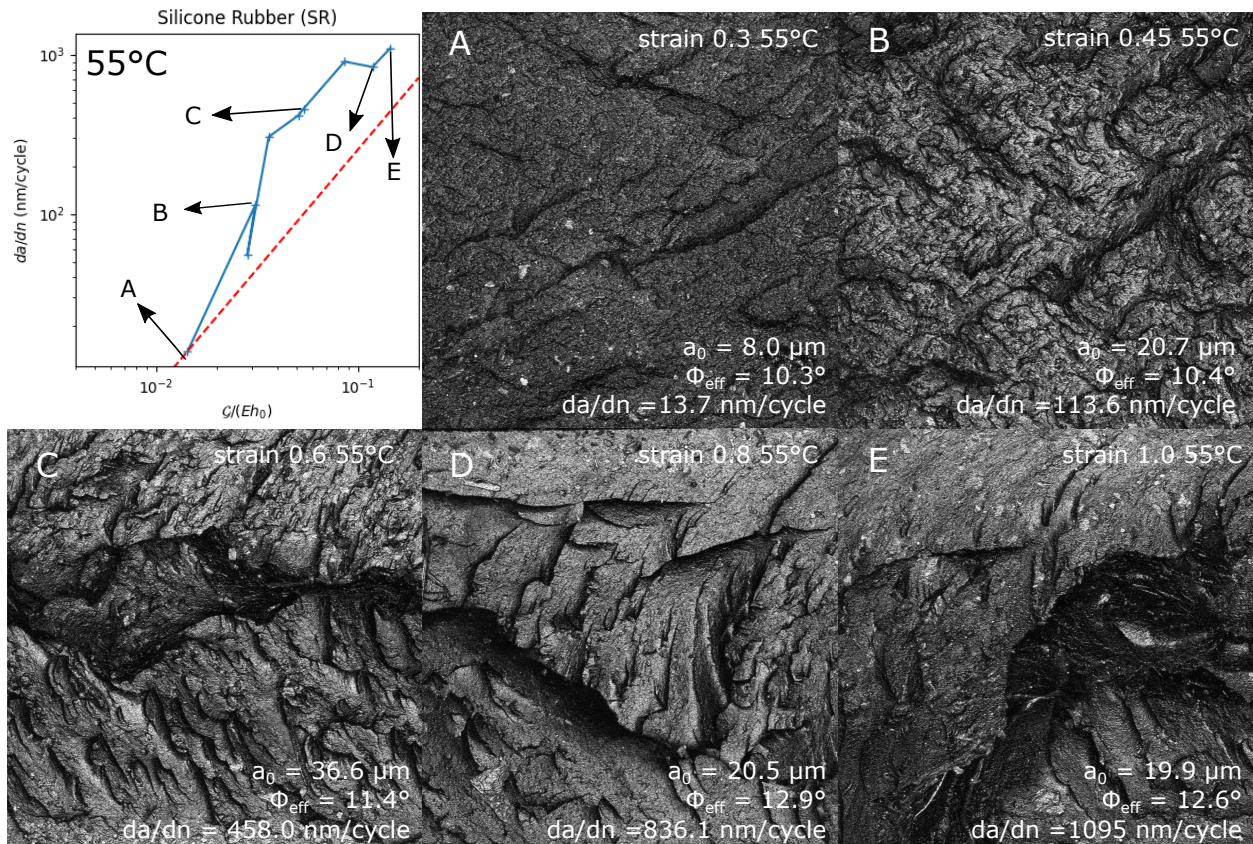 Silicone Rubber (SR)
55°C
10³
10²
da/dn (nm/cycle)
A
B
C
D
E
10⁻²
10⁻¹
𝒢/(Eh₀)
A
strain 0.3 55°C
a₀ = 8.0 µm
Φeff = 10.3°
da/dn =13.7 nm/cycle
B
strain 0.45 55°C
a₀ = 20.7 µm
Φeff = 10.4°
da/dn =113.6 nm/cycle
C
strain 0.6 55°C
a₀ = 36.6 µm
Φeff = 11.4°
da/dn = 458.0 nm/cycle
D
strain 0.8 55°C
a₀ = 20.5 µm
Φeff = 12.9°
da/dn =836.1 nm/cycle
E
strain 1.0 55°C
a₀ = 19.9 µm
Φeff = 12.6°
da/dn =1095 nm/cycle